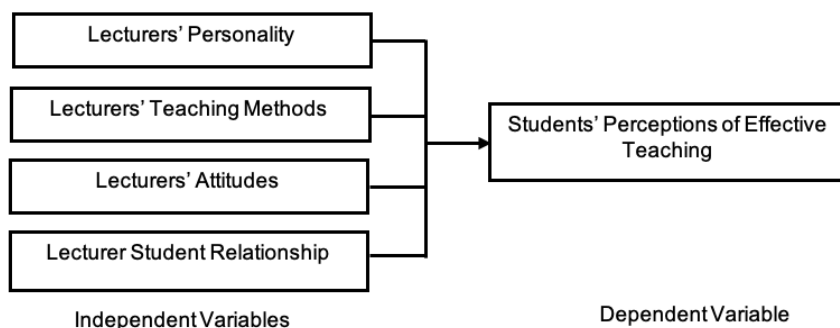 Lecturers' Personality
Lecturers' Teaching Methods
Lecturers' Attitudes
Lecturer Student Relationship
Independent Variables
Students' Perceptions of Effective
Teaching
Dependent Variable